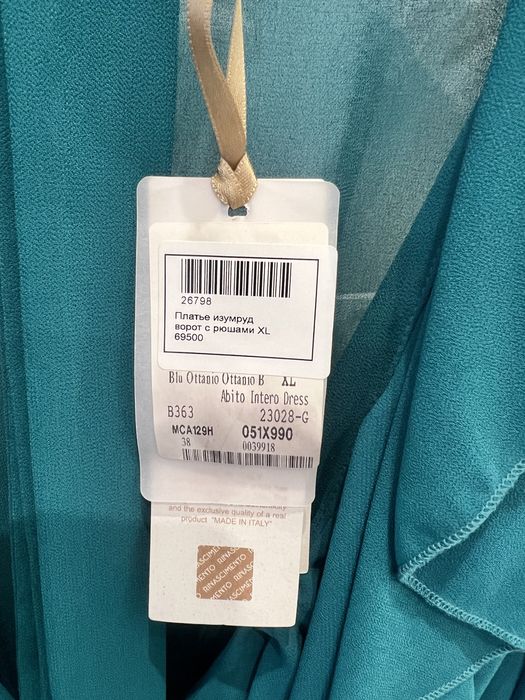 26798
Платье изумруд
ворот с рюшами XL
69500
Blu Ottanio Ottanio B XL
Abito Intero Dress
B363 23028-G
MCA129H 051X990
38 0039918
and the exclusive quality of a real
product "MADE IN ITALY"
RINASCIMENTO
RINASCIMENTO